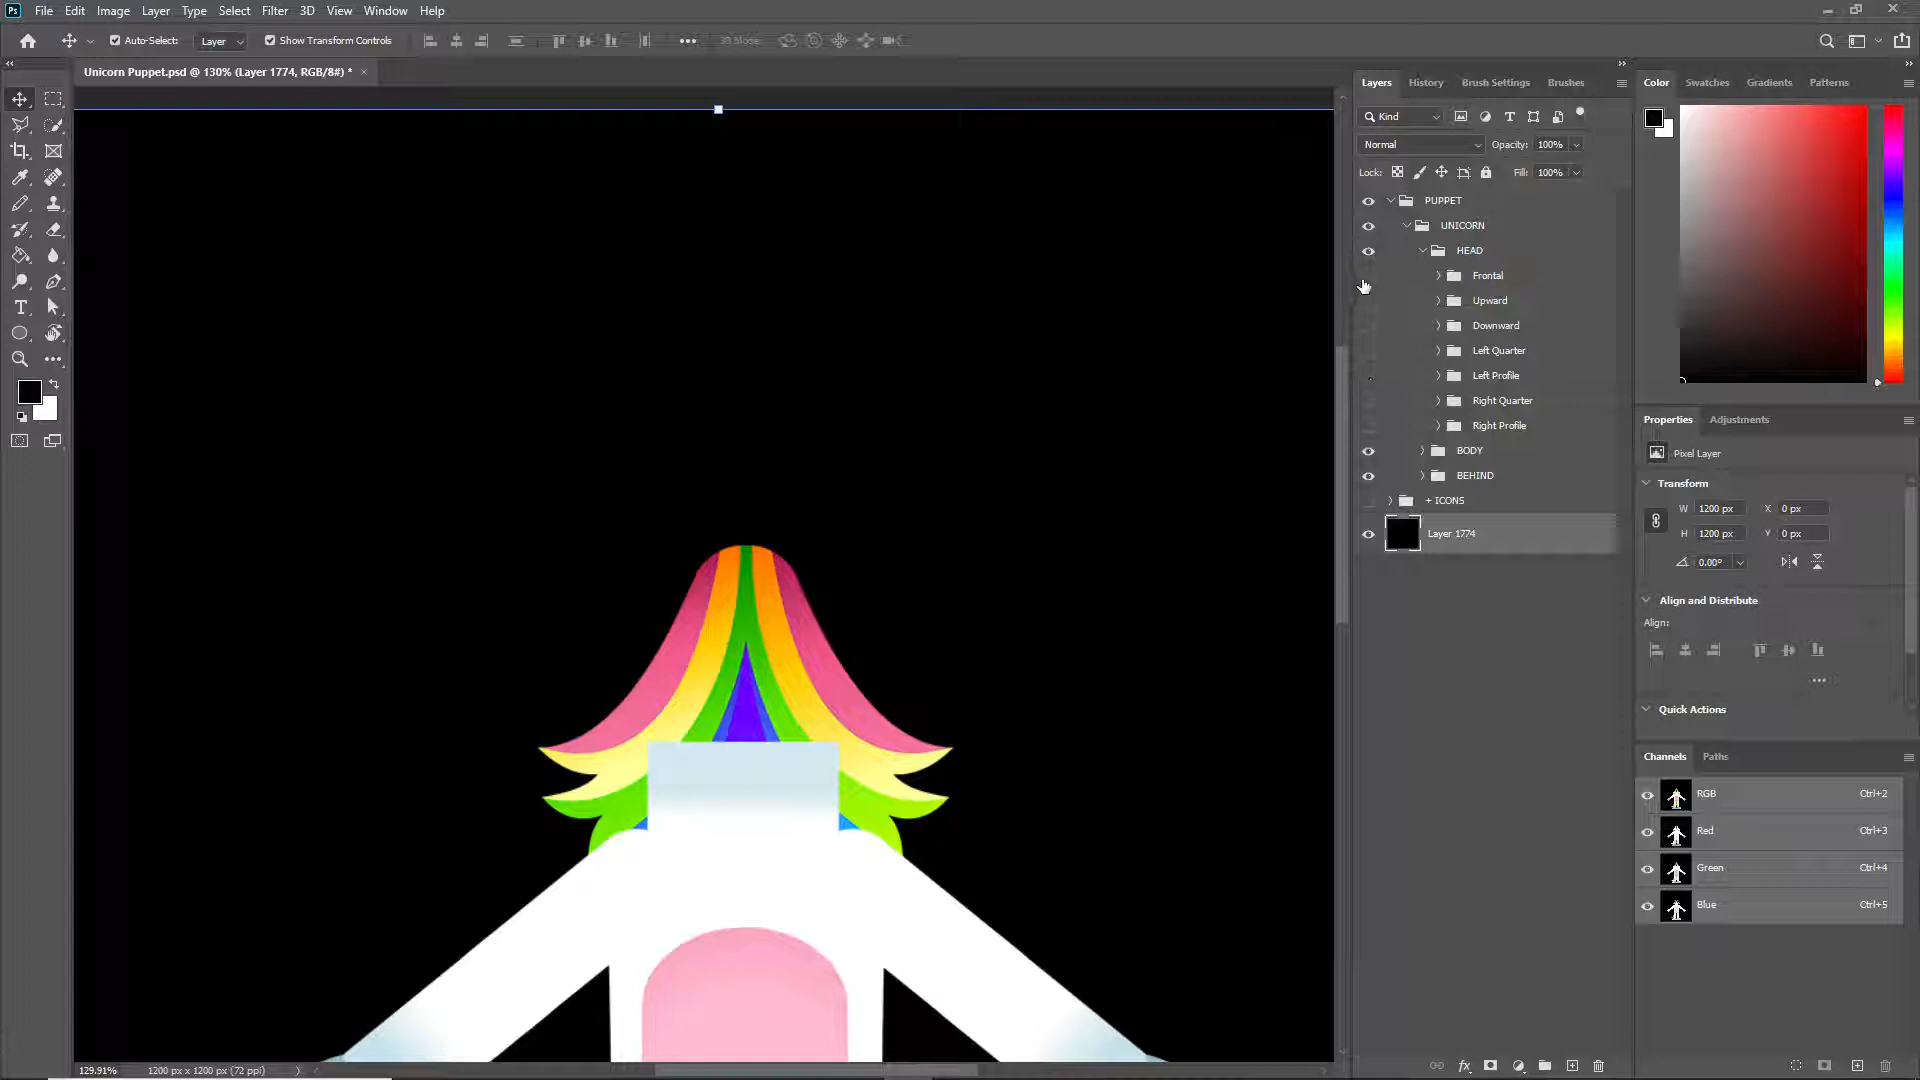 Ps File Edit Image Layer Type Select Filter 3D View Window Help
Auto-Select: Layer Show Transform Controls 3D Mode:
Unicorn Puppet.psd @ 130% (Layer 1774, RGB/8#) * ×
Layers History Brush Settings Brushes
Kind
Normal Opacity: 100%
Lock: Fill: 100%
PUPPET
UNICORN
HEAD
Frontal
Upward
Downward
Left Quarter
Left Profile
Right Quarter
Right Profile
BODY
BEHIND
+ ICONS
Layer 1774
Color Swatches Gradients Patterns
Properties Adjustments
Pixel Layer
Transform
W 1200 px X 0 px
H 1200 px Y 0 px
0.00°
Align and Distribute
Align:
Quick Actions
Channels Paths
RGB Ctrl+2
Red Ctrl+3
Green Ctrl+4
Blue Ctrl+5
129.91% 1200 px x 1200 px (72 ppi)